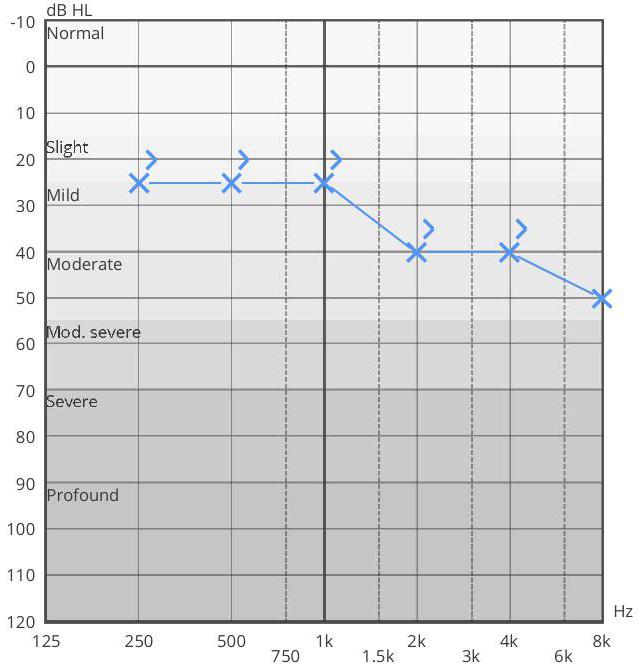 dB HL
-10
Normal
0
10
Slight
20
Mild
30
40
Moderate
50
Mod. severe
60
70
Severe
80
90
Profound
100
110
120
Hz
125 250 500 1k 2k 4k 8k
750 1.5k 3k 6k